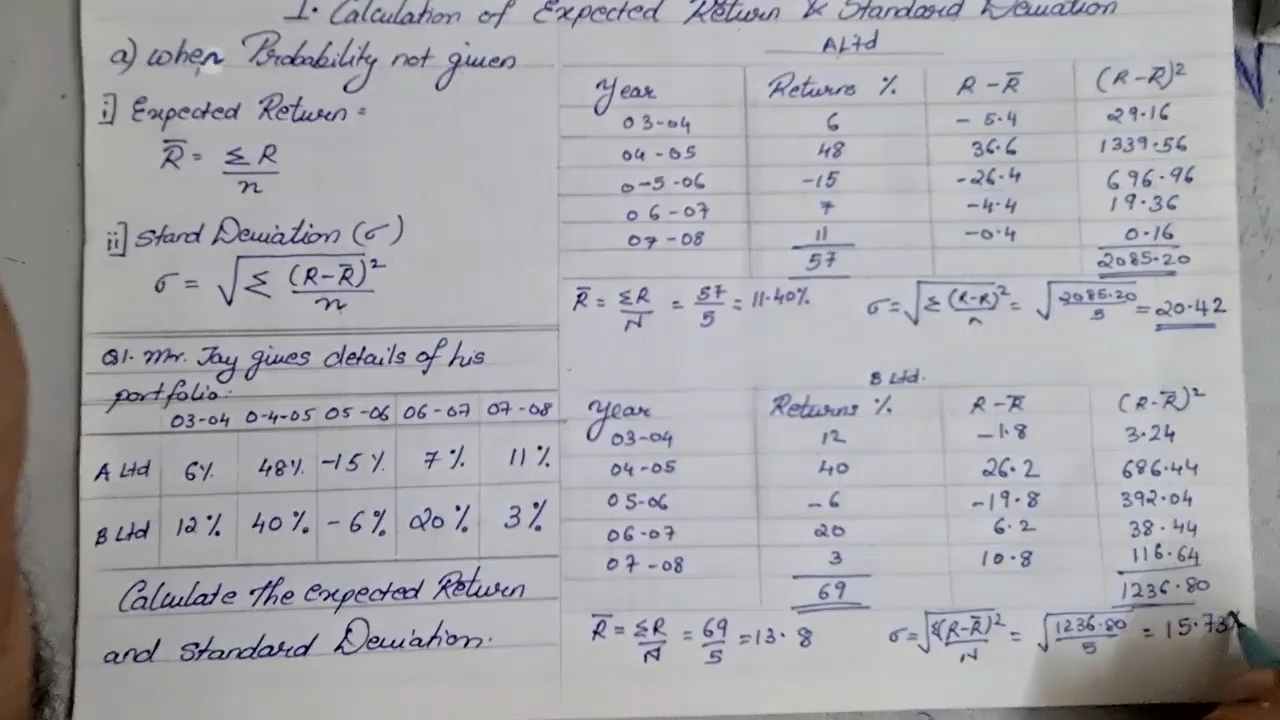 I. Calculation of Expected Return & Standard Deviation
a) when Probability not given
i] Expected Return =
R̅ = ΣR / n
ii] Stard Deviation (σ)
σ = √Σ (R-R̅)² / n
Q1. Mr. Jay gives details of his
portfolio:
03-04 0-4-05 05-06 06-07 07-08
A Ltd 6% 48% -15% 7% 11%
B Ltd 12% 40% -6% 20% 3%
Calculate the expected Return
and Standard Deviation.
A Ltd
Year Returns % R-R̅ (R-R̅)²
03-04 6 -5.4 29.16
04-05 48 36.6 1339.56
0-5-06 -15 -26.4 696.96
06-07 7 -4.4 19.36
07-08 11 -0.4 0.16
57 2085.20
R̅ = ΣR / N = 57 / 5 = 11.40% σ = √Σ (R-R)² / n = √2085.20 / 5 = 20.42
B Ltd.
Year Returns % R-R̅ (R-R̅)²
03-04 12 -1.8 3.24
04-05 40 26.2 686.44
05-06 -6 -19.8 392.04
06-07 20 6.2 38.44
07-08 3 10.8 116.64
69 1236.80
R̅ = ΣR / N = 69 / 5 = 13.8 σ = √Σ(R-R̅)² / N = √1236.80 / 5 = 15.73%